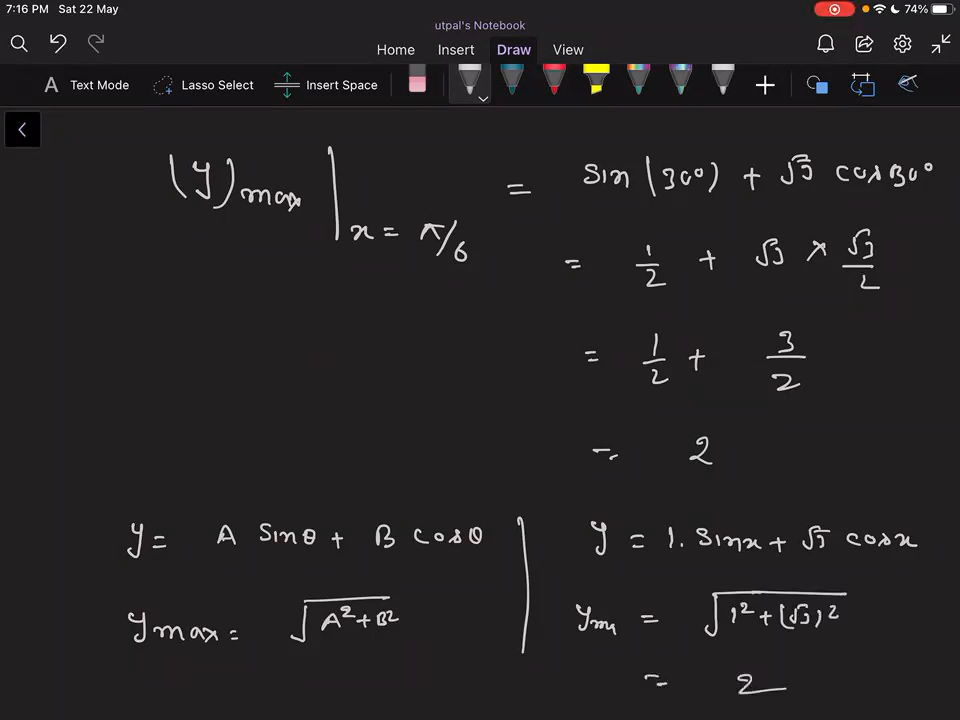 7:16 PM Sat 22 May 74%
utpal's Notebook
Home Insert Draw View
A Text Mode Lasso Select Insert Space
(y)max | x = π/6 = Sin(30°) + √3 cos30°
= 1/2 + √3 × √3/2
= 1/2 + 3/2
= 2
y = A Sinθ + B cosθ | y = 1. Sinx + √3 cosx
ymax = √A²+B² | ym = √1²+(√3)²
= 2